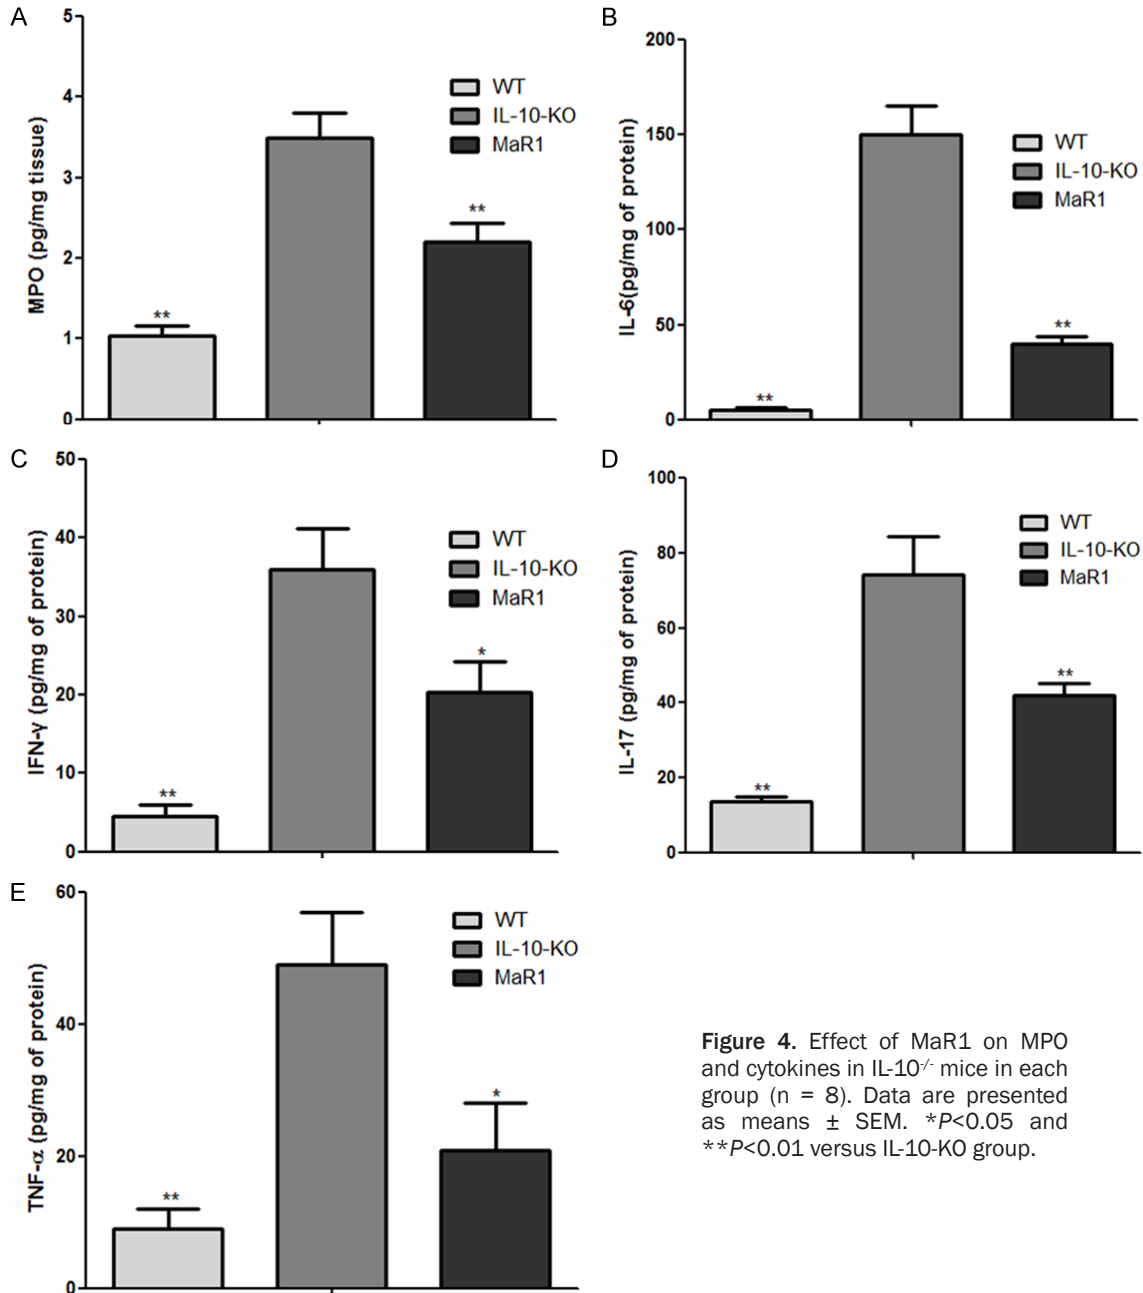 A
5
4
3
2
1
0
MPO (pg/mg tissue)
**
**
WT
IL-10-KO
MaR1
B
200
150
100
50
0
IL-6(pg/mg of protein)
**
**
WT
IL-10-KO
MaR1
C
50
40
30
20
10
0
IFN-γ (pg/mg of protein)
**
*
WT
IL-10-KO
MaR1
D
100
80
60
40
20
0
IL-17 (pg/mg of protein)
**
**
WT
IL-10-KO
MaR1
E
60
40
20
0
TNF-α (pg/mg of protein)
**
*
WT
IL-10-KO
MaR1
Figure 4. Effect of MaR1 on MPO
and cytokines in IL-10-/- mice in each
group (n = 8). Data are presented
as means ± SEM. *P<0.05 and
**P<0.01 versus IL-10-KO group.